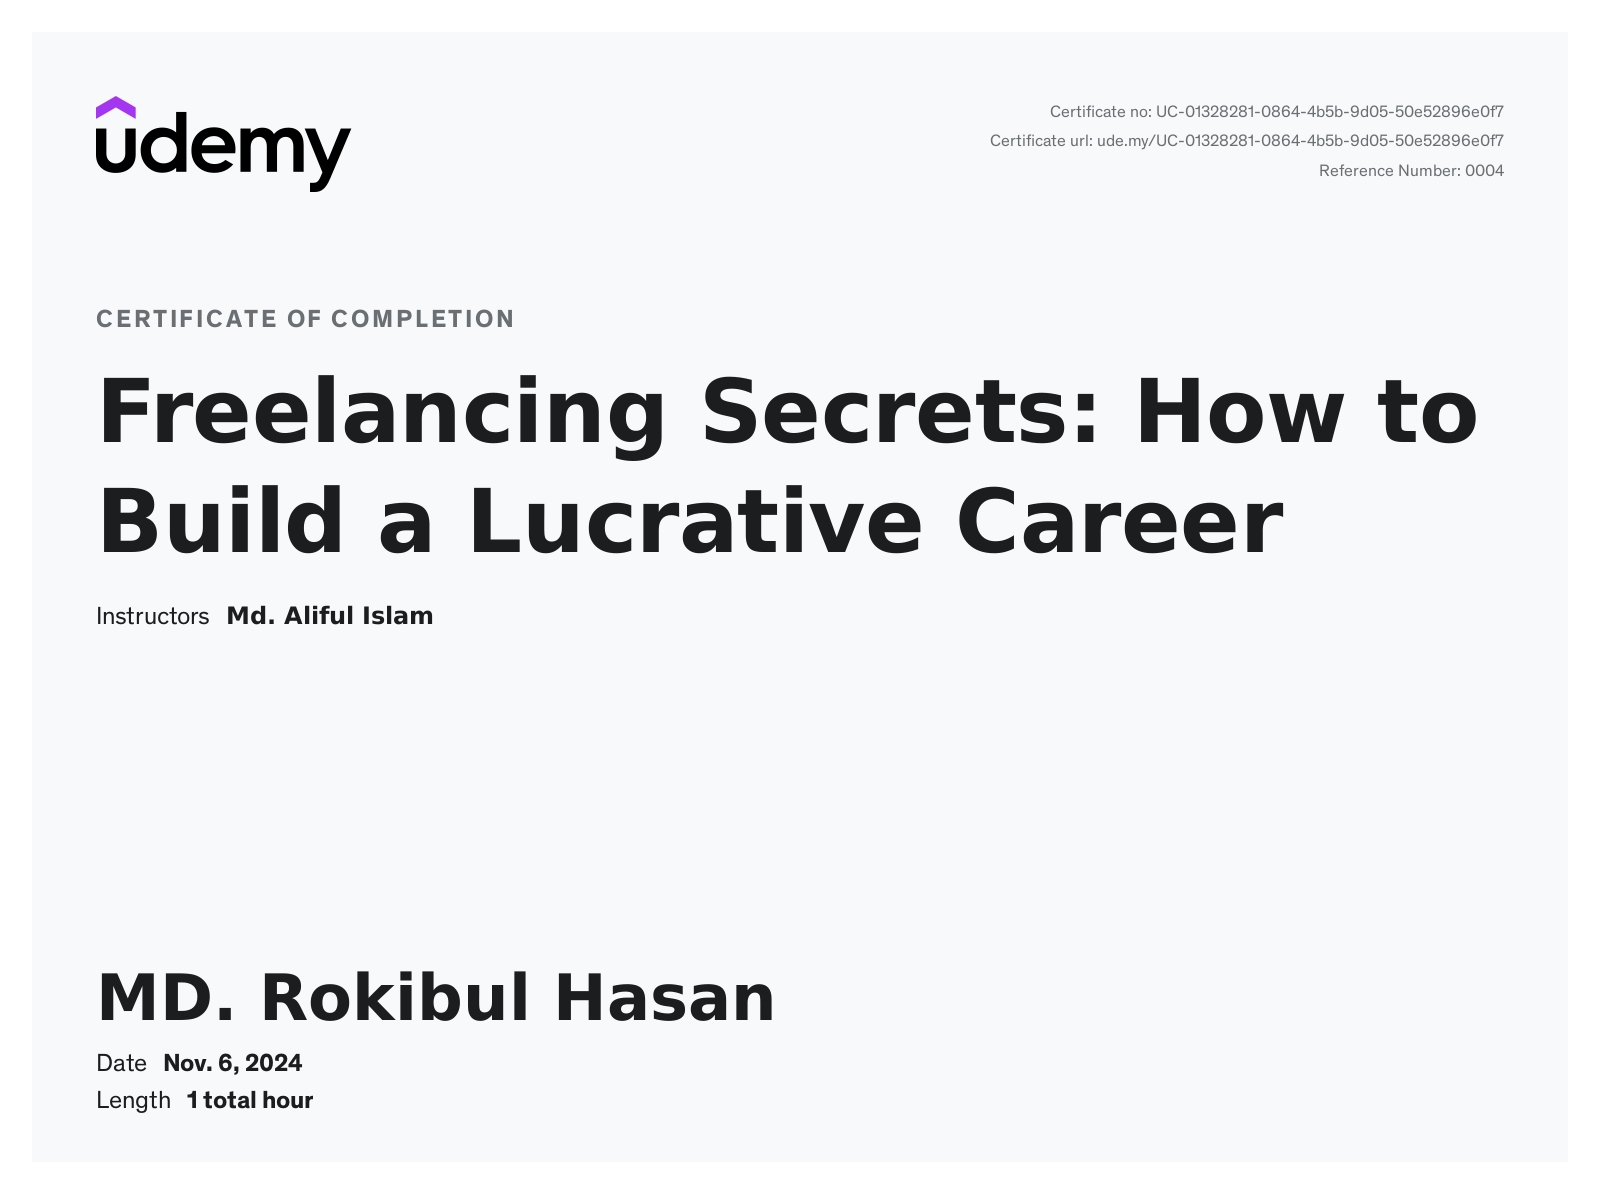 udemy
Certificate no: UC-01328281-0864-4b5b-9d05-50e52896e0f7
Certificate url: ude.my/UC-01328281-0864-4b5b-9d05-50e52896e0f7
Reference Number: 0004
CERTIFICATE OF COMPLETION
Freelancing Secrets: How to
Build a Lucrative Career
Instructors Md. Aliful Islam
MD. Rokibul Hasan
Date Nov. 6, 2024
Length 1 total hour